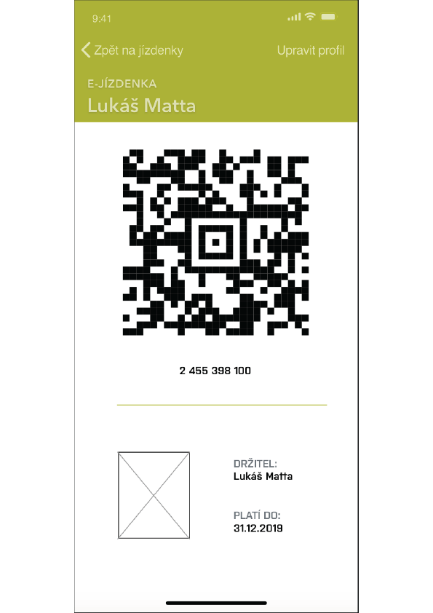 9:41
Zpět na jízdenky
Upravit profil
E-JÍZDENKA
Lukáš Matta
2 455 398 100
DRŽITEL:
Lukáš Matta
PLATÍ DO:
31.12.2019